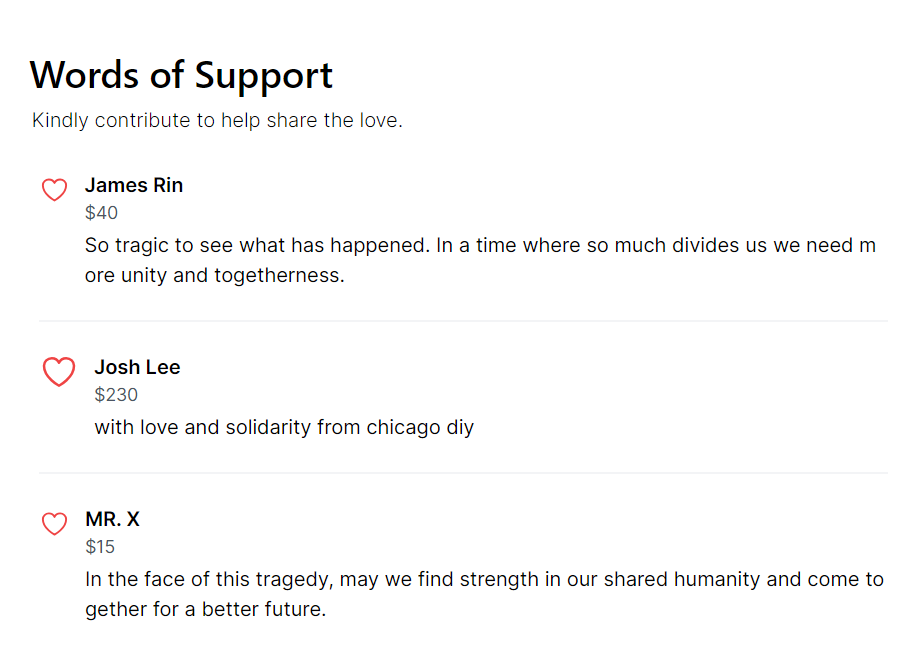 Words of Support
Kindly contribute to help share the love.
James Rin
$40
So tragic to see what has happened. In a time where so much divides us we need m
ore unity and togetherness.
Josh Lee
$230
with love and solidarity from chicago diy
MR. X
$15
In the face of this tragedy, may we find strength in our shared humanity and come to
gether for a better future.